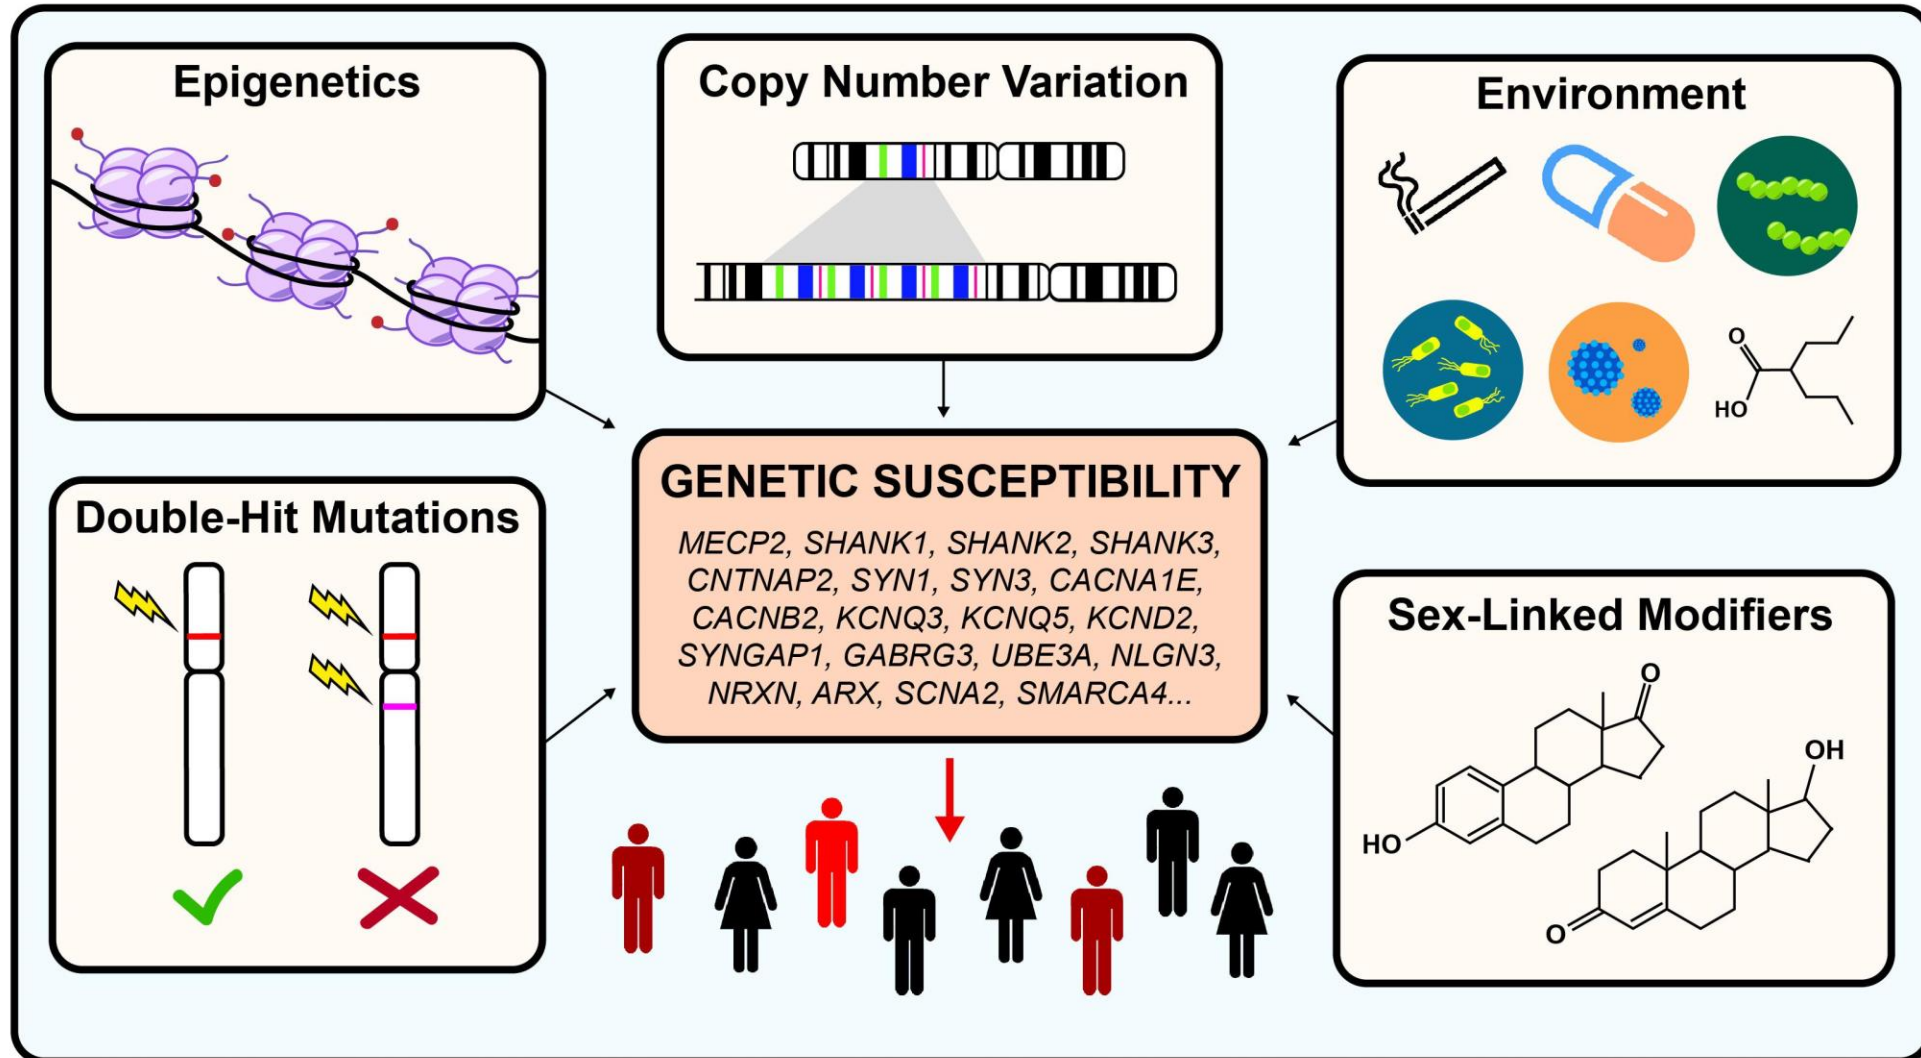 Epigenetics
Copy Number Variation
Environment
O
HO
GENETIC SUSCEPTIBILITY
MECP2, SHANK1, SHANK2, SHANK3,
CNTNAP2, SYN1, SYN3, CACNA1E,
CACNB2, KCNQ3, KCNQ5, KCND2,
SYNGAP1, GABRG3, UBE3A, NLGN3,
NRXN, ARX, SCNA2, SMARCA4...
Double-Hit Mutations
Sex-Linked Modifiers
O
OH
HO
O